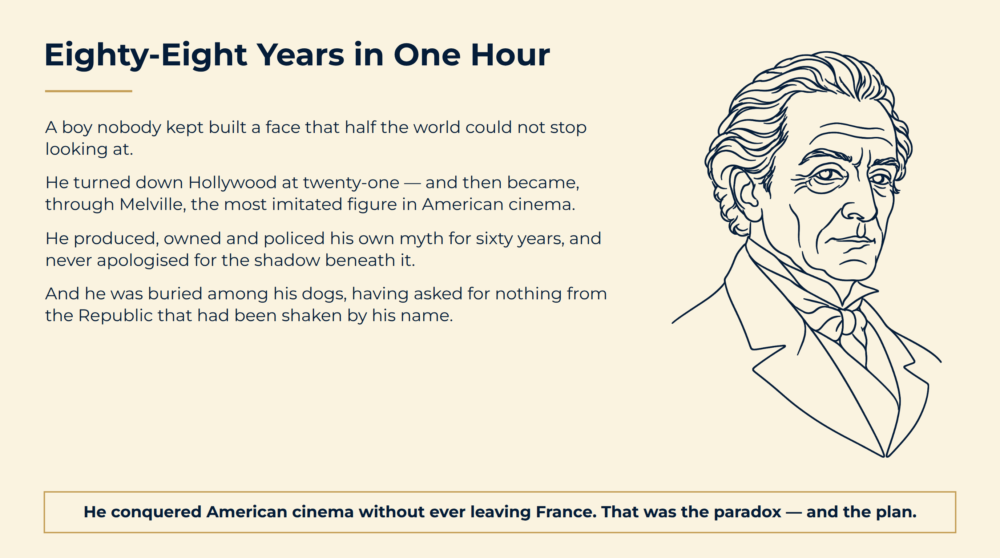 Eighty-Eight Years in One Hour
A boy nobody kept built a face that half the world could not stop
looking at.
He turned down Hollywood at twenty-one — and then became,
through Melville, the most imitated figure in American cinema.
He produced, owned and policed his own myth for sixty years, and
never apologised for the shadow beneath it.
And he was buried among his dogs, having asked for nothing from
the Republic that had been shaken by his name.
He conquered American cinema without ever leaving France. That was the paradox — and the plan.